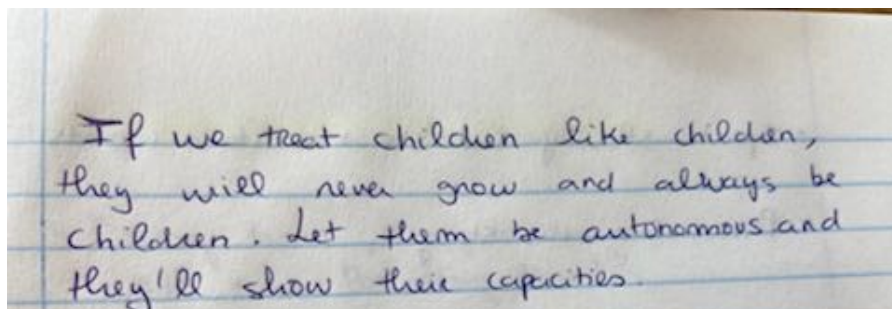 If we treat children like children,
they will never grow and always be
children. Let them be autonomous and
they'll show their capacities.